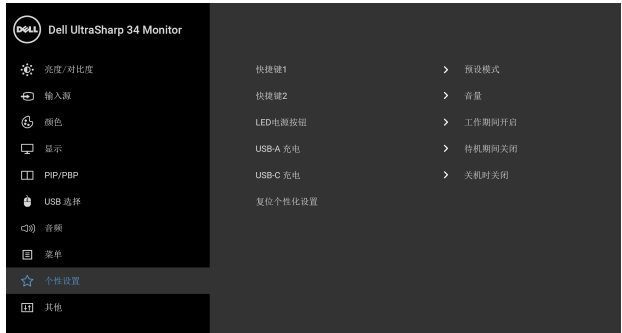 DELL Dell UltraSharp 34 Monitor
亮度/对比度
输入源
颜色
显示
PIP/PBP
USB 选择
音频
菜单
个性设置
其他
快捷键1 预设模式
快捷键2 音量
LED电源按钮 工作期间开启
USB-A 充电 待机期间关闭
USB-C 充电 关机时关闭
复位个性化设置